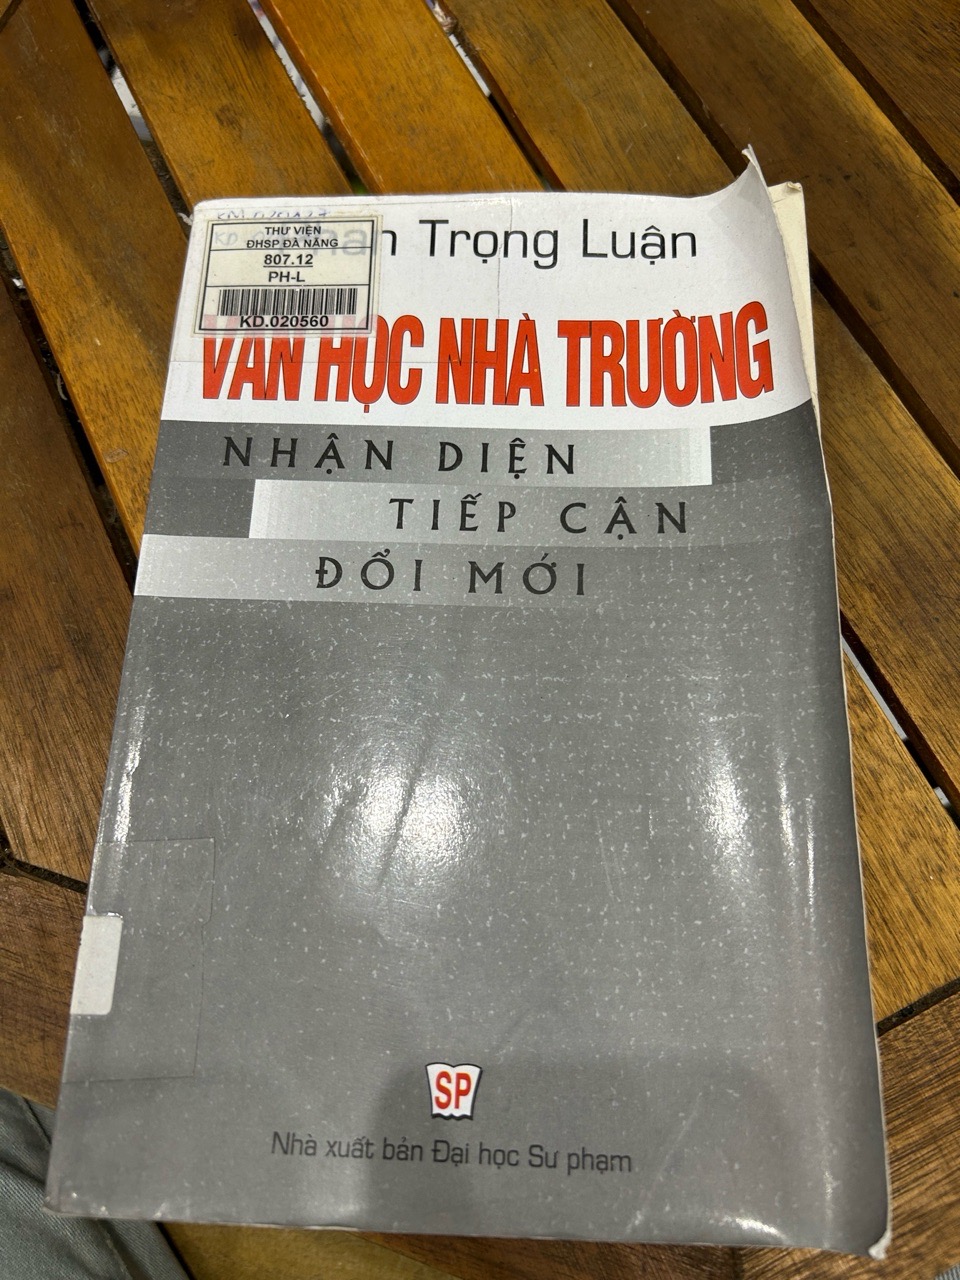 THƯ VIỆN
ĐHSP ĐÀ NẴNG
807.12
PH-L
KD.020560
Phan Trọng Luận
VĂN HỌC NHÀ TRƯỜNG
NHẬN DIỆN
TIẾP CẬN
ĐỔI MỚI
SP
Nhà xuất bản Đại học Sư phạm